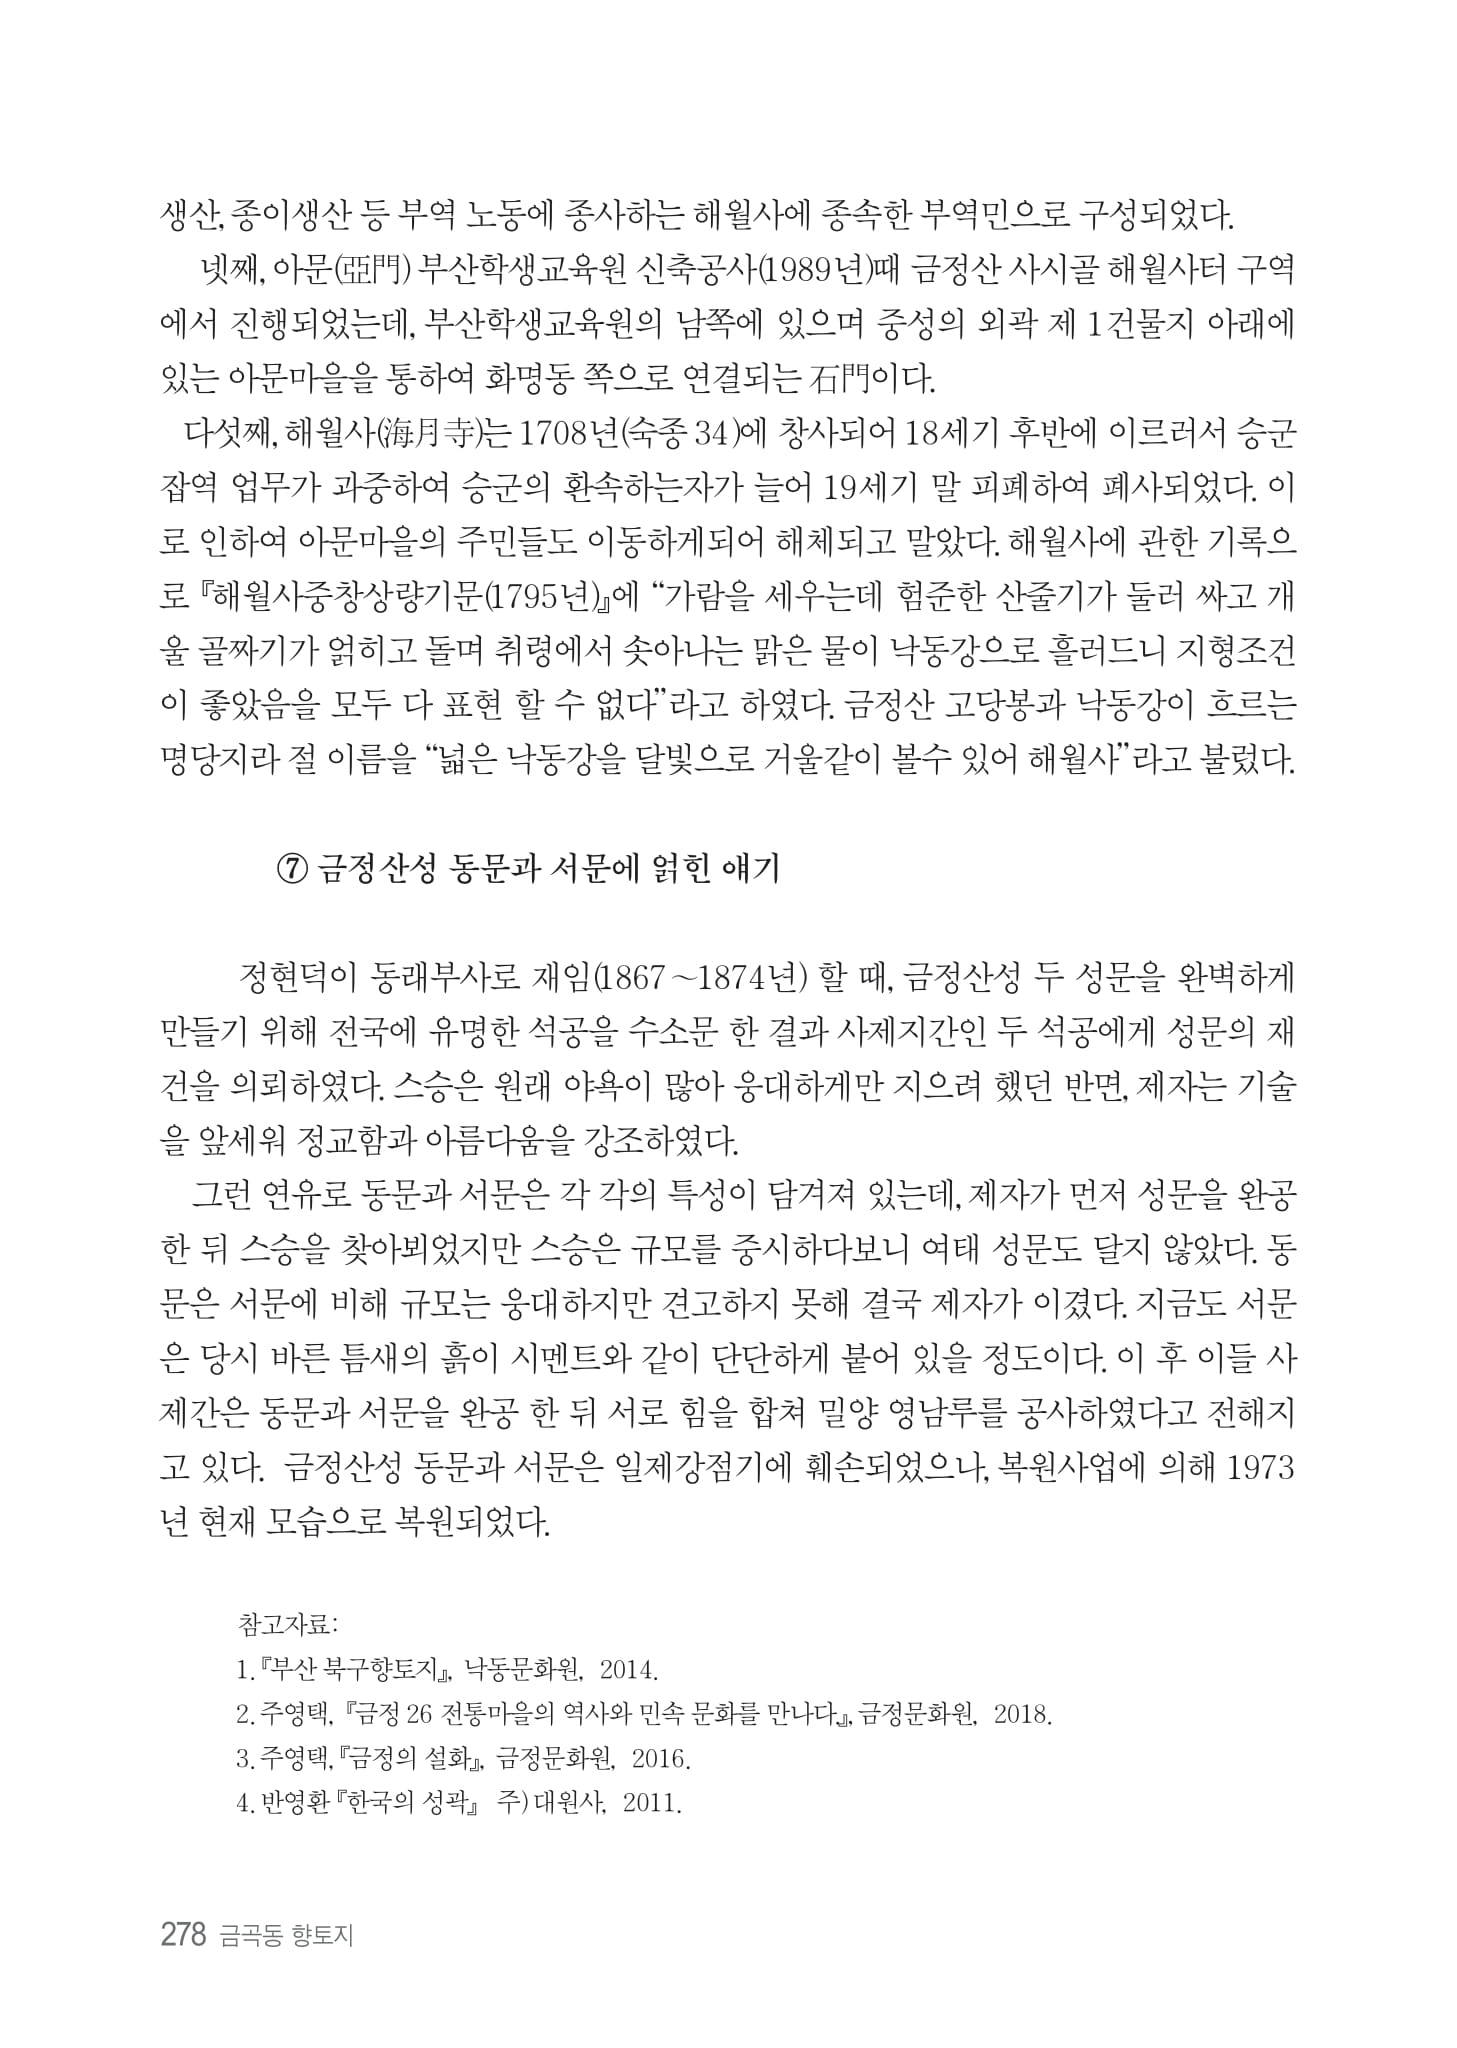 생산, 종이생산 등 부역 노동에 종사하는 해월사에 종속한 부역민으로 구성되었다.
넷째, 아문(亞門) 부산학생교육원 신축공사(1989년)때 금정산 사시골 해월사터 구역
에서 진행되었는데, 부산학생교육원의 남쪽에 있으며 중성의 외곽 제 1건물지 아래에
있는 아문마을을 통하여 화명동 쪽으로 연결되는 石門이다.
다섯째, 해월사(海月寺)는 1708년(숙종 34)에 창사되어 18세기 후반에 이르러서 승군
잡역 업무가 과중하여 승군의 환속하는자가 늘어 19세기 말 피폐하여 폐사되었다. 이
로 인하여 아문마을의 주민들도 이동하게되어 해체되고 말았다. 해월사에 관한 기록으
로 『해월사중창상량기문(1795년)』에 “가람을 세우는데 험준한 산줄기가 둘러 싸고 개
울 골짜기가 얽히고 돌며 취령에서 솟아나는 맑은 물이 낙동강으로 흘러드니 지형조건
이 좋았음을 모두 다 표현 할 수 없다”라고 하였다. 금정산 고당봉과 낙동강이 흐르는
명당지라 절 이름을 “넓은 낙동강을 달빛으로 거울같이 볼수 있어 해월사”라고 불렀다.
⑦ 금정산성 동문과 서문에 얽힌 얘기
정현덕이 동래부사로 재임(1867～1874년) 할 때, 금정산성 두 성문을 완벽하게
만들기 위해 전국에 유명한 석공을 수소문 한 결과 사제지간인 두 석공에게 성문의 재
건을 의뢰하였다. 스승은 원래 야욕이 많아 웅대하게만 지으려 했던 반면, 제자는 기술
을 앞세워 정교함과 아름다움을 강조하였다.
그런 연유로 동문과 서문은 각 각의 특성이 담겨져 있는데, 제자가 먼저 성문을 완공
한 뒤 스승을 찾아뵈었지만 스승은 규모를 중시하다보니 여태 성문도 달지 않았다. 동
문은 서문에 비해 규모는 웅대하지만 견고하지 못해 결국 제자가 이겼다. 지금도 서문
은 당시 바른 틈새의 흙이 시멘트와 같이 단단하게 붙어 있을 정도이다. 이 후 이들 사
제간은 동문과 서문을 완공 한 뒤 서로 힘을 합쳐 밀양 영남루를 공사하였다고 전해지
고 있다. 금정산성 동문과 서문은 일제강점기에 훼손되었으나, 복원사업에 의해 1973
년 현재 모습으로 복원되었다.
참고자료:
1. 『부산 북구향토지』, 낙동문화원, 2014.
2. 주영택, 『금정 26 전통마을의 역사와 민속 문화를 만나다.』, 금정문화원, 2018.
3. 주영택, 『금정의 설화』, 금정문화원, 2016.
4. 반영환 『한국의 성곽』 주) 대원사, 2011.
278 금곡동 향토지